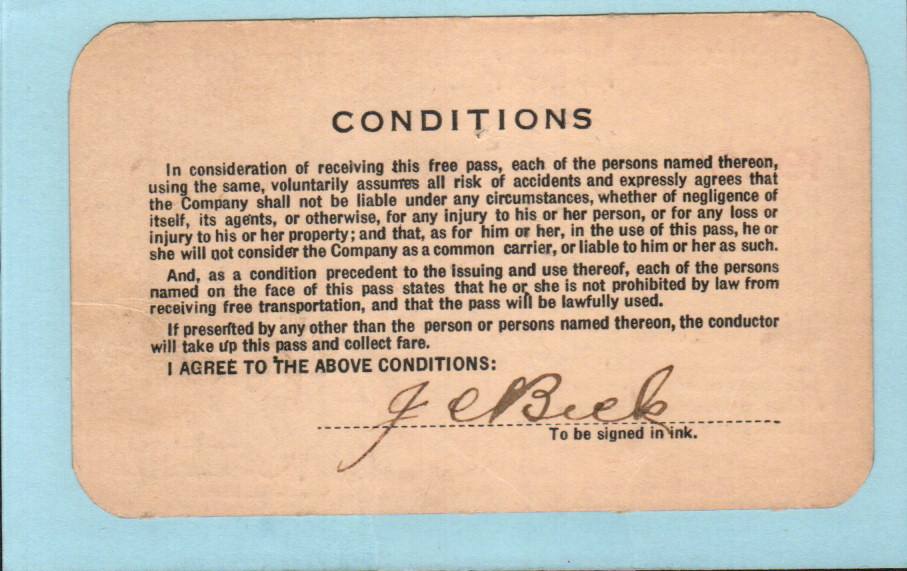 CONDITIONS
In consideration of receiving this free pass, each of the persons named thereon,
using the same, voluntarily assumes all risk of accidents and expressly agrees that
the Company shall not be liable under any circumstances, whether of negligence of
itself, its agents, or otherwise, for any injury to his or her person, or for any loss or
injury to his or her property; and that, as for him or her, in the use of this pass, he or
she will not consider the Company as a common carrier, or liable to him or her as such.
And, as a condition precedent to the issuing and use thereof, each of the persons
named on the face of this pass states that he or she is not prohibited by law from
receiving free transportation, and that the pass will be lawfully used.
If presented by any other than the person or persons named thereon, the conductor
will take up this pass and collect fare.
I AGREE TO THE ABOVE CONDITIONS:
J C Beek
To be signed in ink.